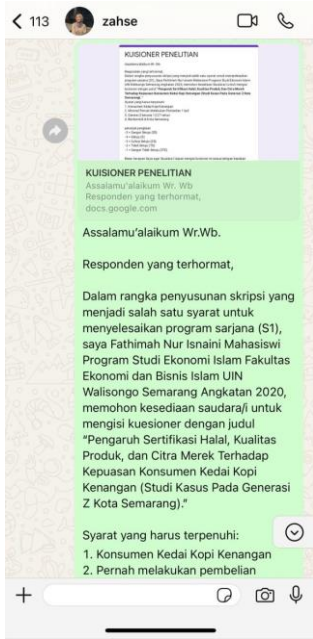 113
zahse
KUISIONER PENELITIAN
KUISIONER PENELITIAN
Assalamu'alaikum Wr. Wb
Responden yang terhormat,
docs.google.com
Assalamu'alaikum Wr.Wb.
Responden yang terhormat,
Dalam rangka penyusunan skripsi yang
menjadi salah satu syarat untuk
menyelesaikan program sarjana (S1),
saya Fathimah Nur Isnaini Mahasiswi
Program Studi Ekonomi Islam Fakultas
Ekonomi dan Bisnis Islam UIN
Walisongo Semarang Angkatan 2020,
memohon kesediaan saudara/i untuk
mengisi kuesioner dengan judul
"Pengaruh Sertifikasi Halal, Kualitas
Produk, dan Citra Merek Terhadap
Kepuasan Konsumen Kedai Kopi
Kenangan (Studi Kasus Pada Generasi
Z Kota Semarang)."
Syarat yang harus terpenuhi:
1. Konsumen Kedai Kopi Kenangan
2. Pernah melakukan pembelian